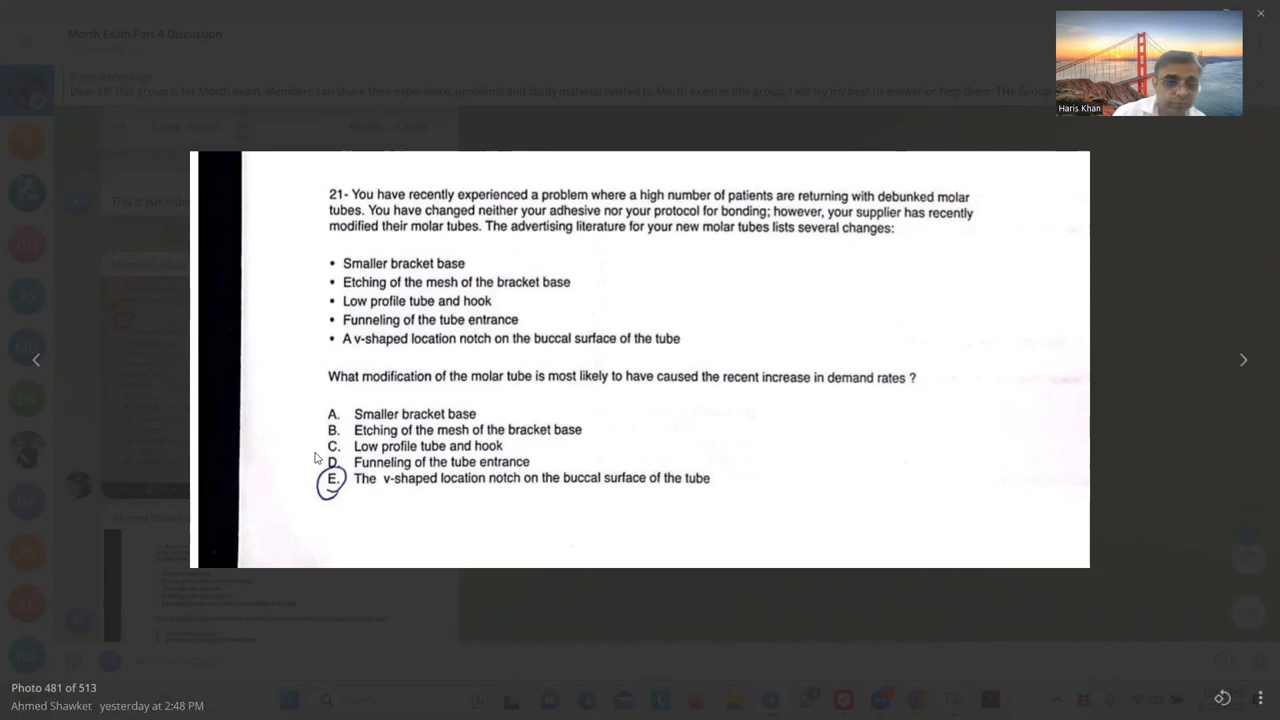 Morth Exam Part A Discussion
Pinned message
Dear all! This group is for Morth exam. Members can share their experience, problems and study material related to Morth exam in this group, I will try my best to answer or help them. The Group
Haris Khan
This is par inde
21- You have recently experienced a problem where a high number of patients are returning with debunked molar
tubes. You have changed neither your adhesive nor your protocol for bonding; however, your supplier has recently
modified their molar tubes. The advertising literature for your new molar tubes lists several changes:
• Smaller bracket base
• Etching of the mesh of the bracket base
• Low profile tube and hook
• Funneling of the tube entrance
• A v-shaped location notch on the buccal surface of the tube
What modification of the molar tube is most likely to have caused the recent increase in demand rates ?
A. Smaller bracket base
B. Etching of the mesh of the bracket base
C. Low profile tube and hook
D. Funneling of the tube entrance
E. The v-shaped location notch on the buccal surface of the tube
Photo 481 of 513
Ahmed Shawket yesterday at 2:48 PM
Search